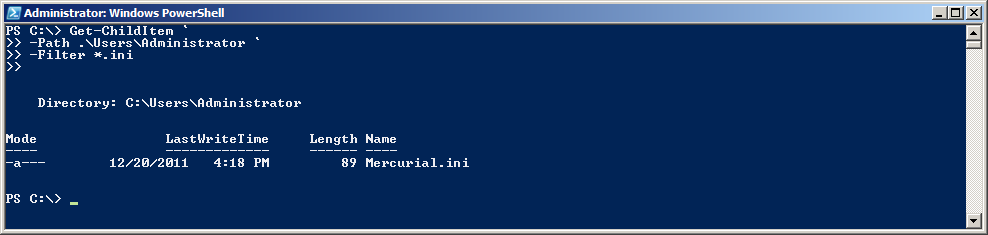 Administrator: Windows PowerShell
PS C:\> Get-ChildItem `
>> -Path .\Users\Administrator `
>> -Filter *.ini
>>
    Directory: C:\Users\Administrator
Mode                LastWriteTime     Length Name
----                -------------     ------ ----
-a---        12/20/2011   4:18 PM         89 Mercurial.ini
PS C:\> _